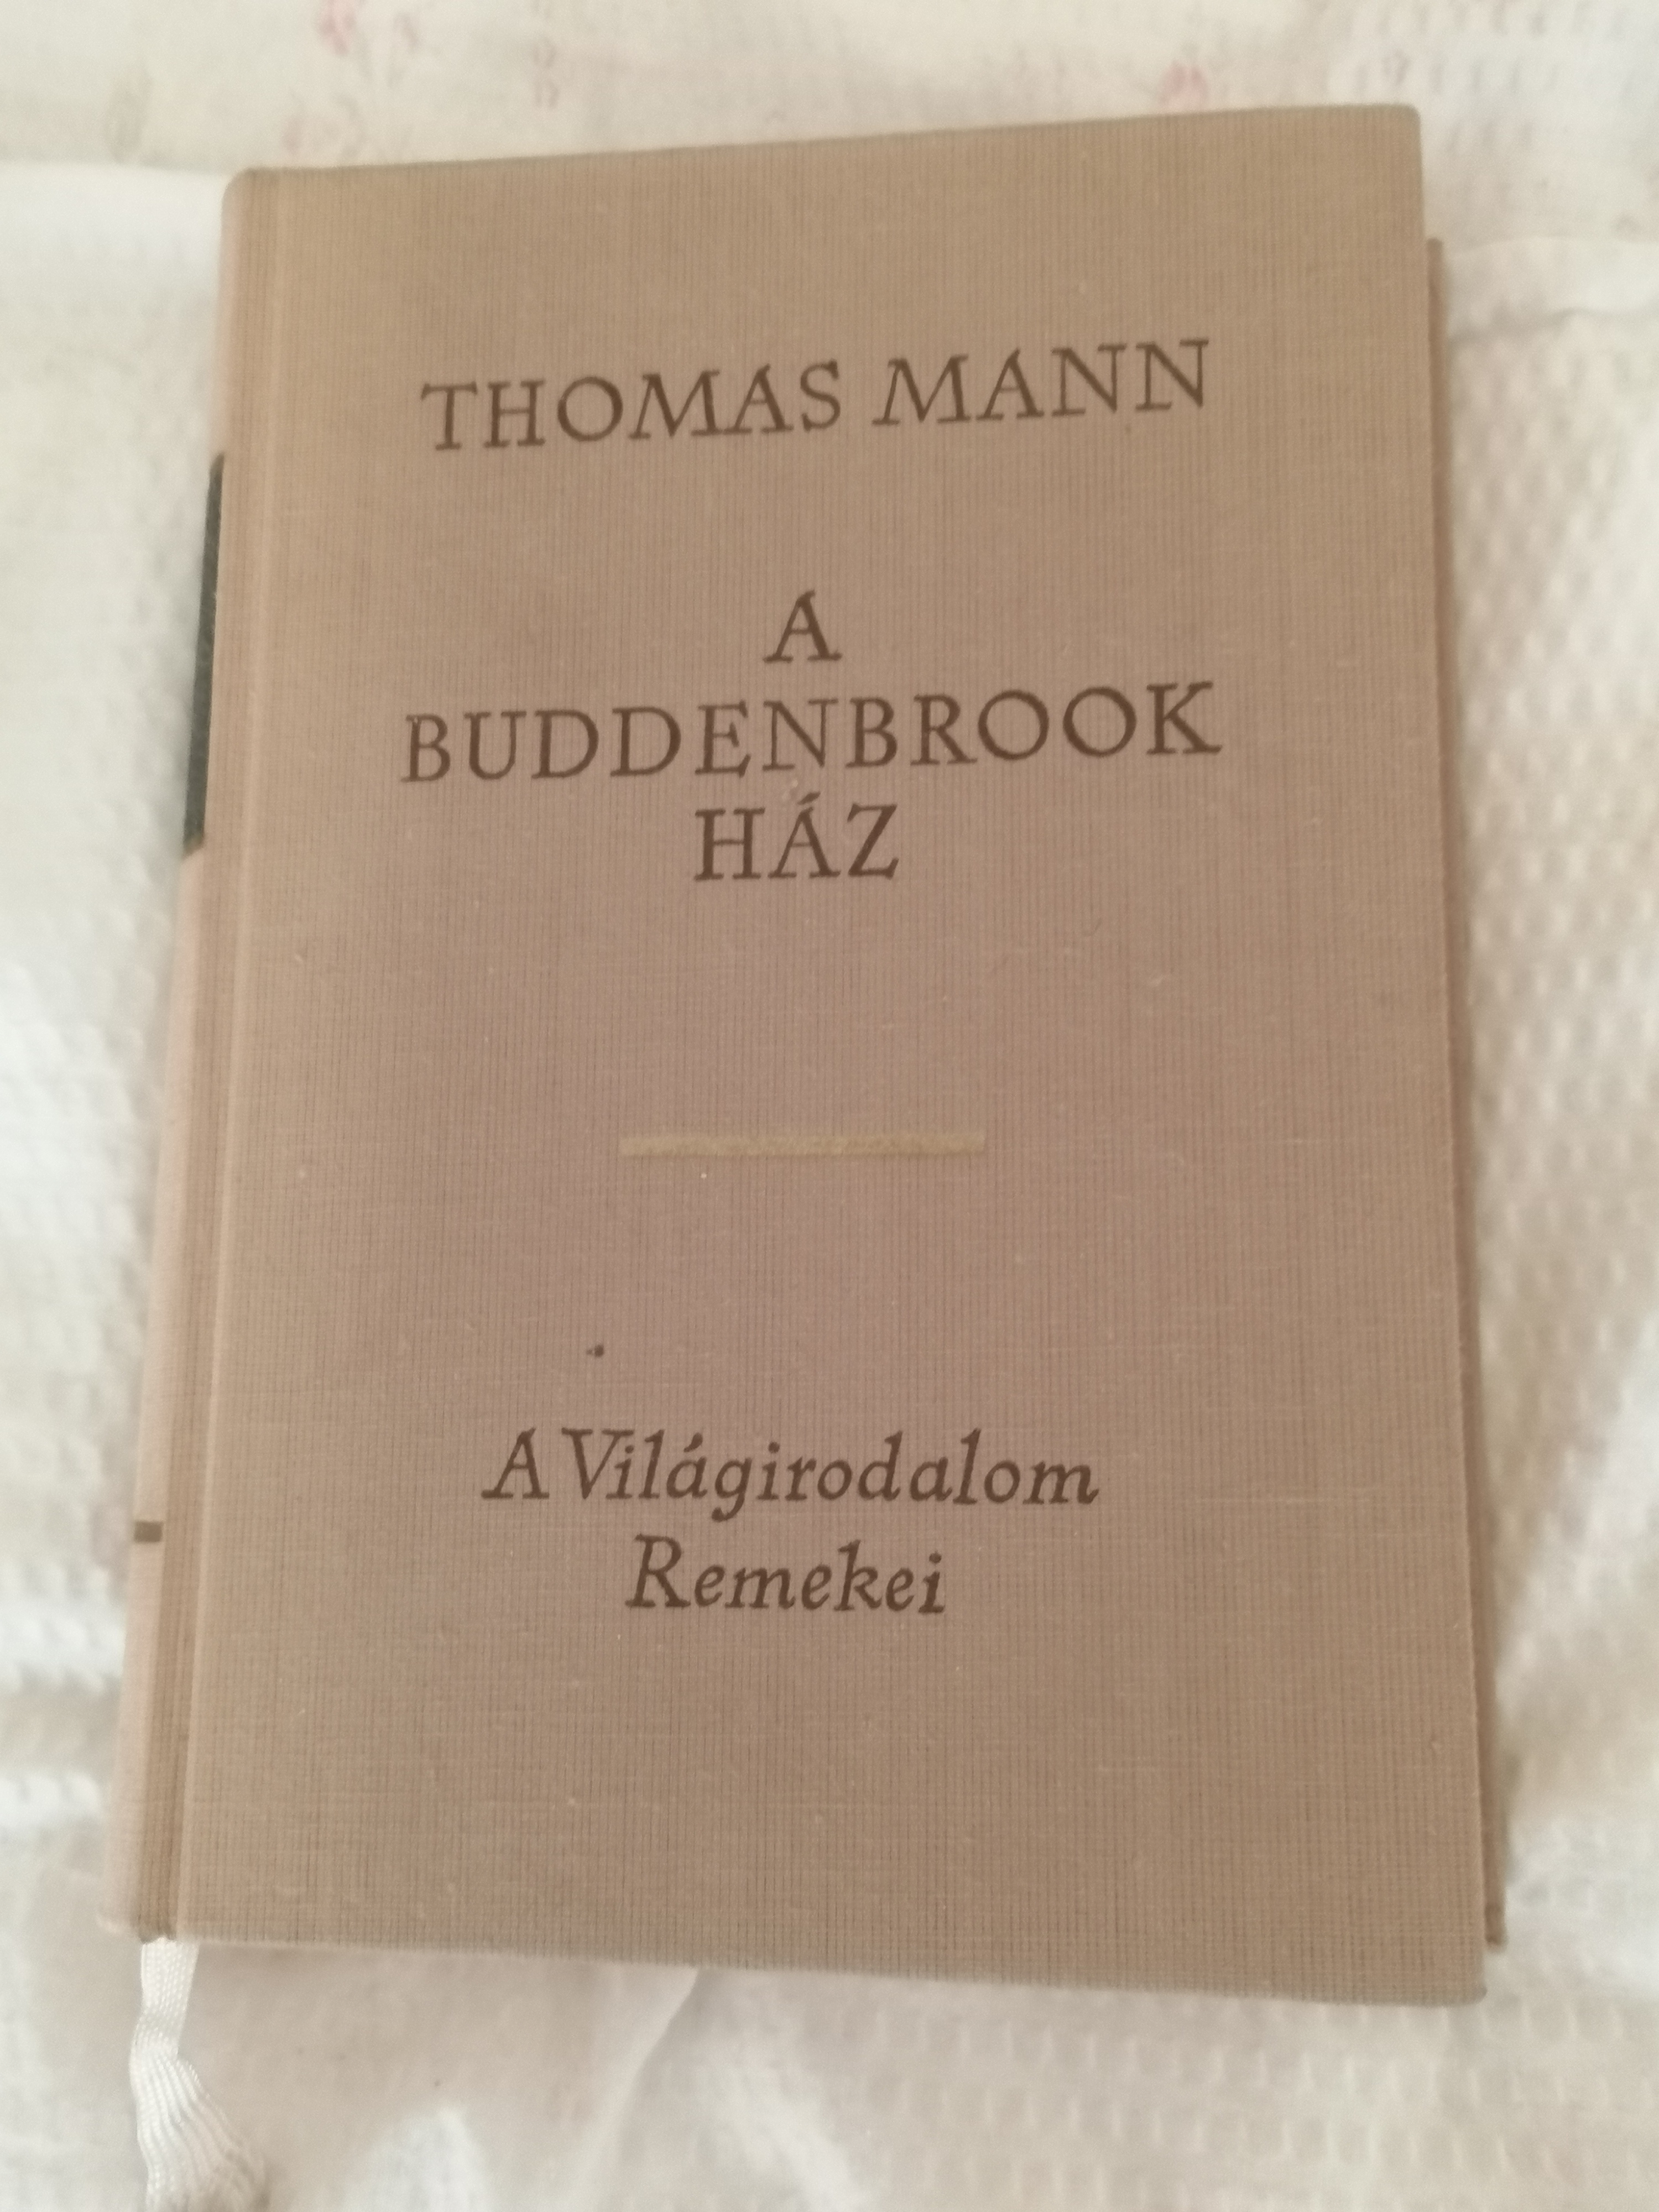 THOMAS MANN
A
BUDDENBROOK
HÁZ
A Világirodalom
Remekei